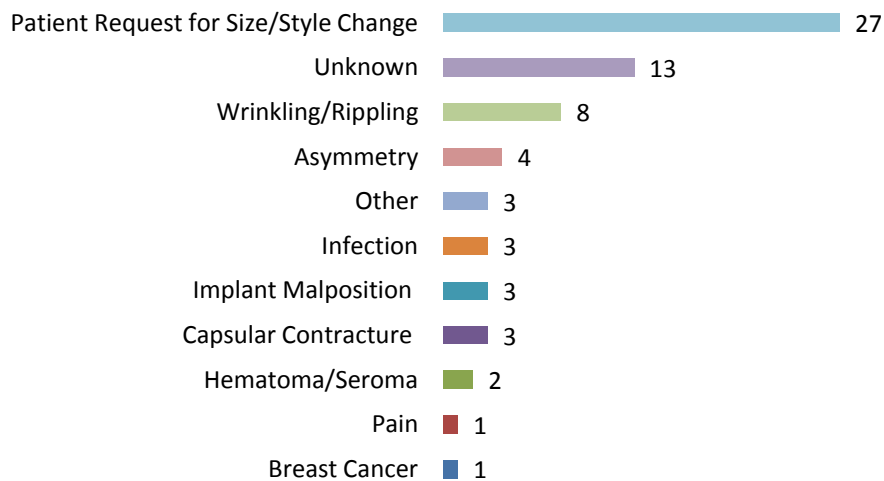 Patient Request for Size/Style Change 27
Unknown 13
Wrinkling/Rippling 8
Asymmetry 4
Other 3
Infection 3
Implant Malposition 3
Capsular Contracture 3
Hematoma/Seroma 2
Pain 1
Breast Cancer 1